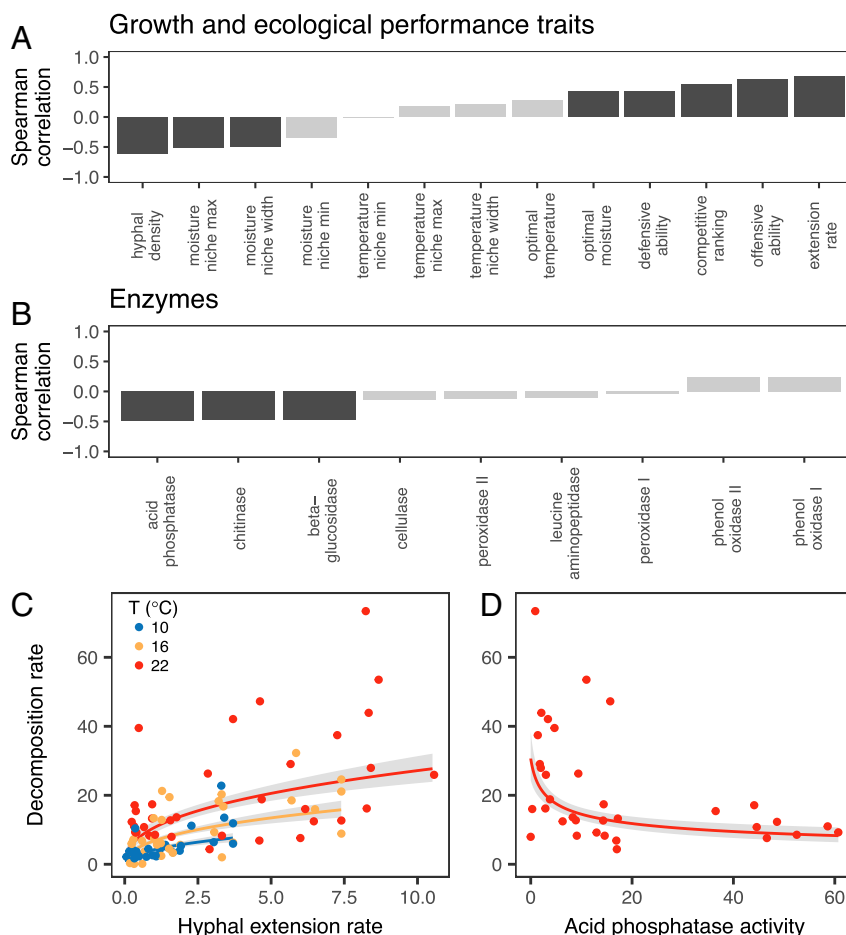 A
Growth and ecological performance traits
Spearman
correlation
1.0
0.5
0.0
−0.5
−1.0
hyphal
density
moisture
niche max
moisture
niche width
moisture
niche min
temperature
niche min
temperature
niche max
temperature
niche width
optimal
temperature
optimal
moisture
defensive
ability
competitive
ranking
offensive
ability
extension
rate
B
Enzymes
Spearman
correlation
1.0
0.5
0.0
−0.5
−1.0
acid
phosphatase
chitinase
beta−
glucosidase
cellulase
peroxidase II
leucine
aminopeptidase
peroxidase I
phenol
oxidase II
phenol
oxidase I
C
Decomposition rate
60
40
20
0
T (°C)
10
16
22
0.0
2.5
5.0
7.5
10.0
Hyphal extension rate
D
60
40
20
0
0
20
40
60
Acid phosphatase activity